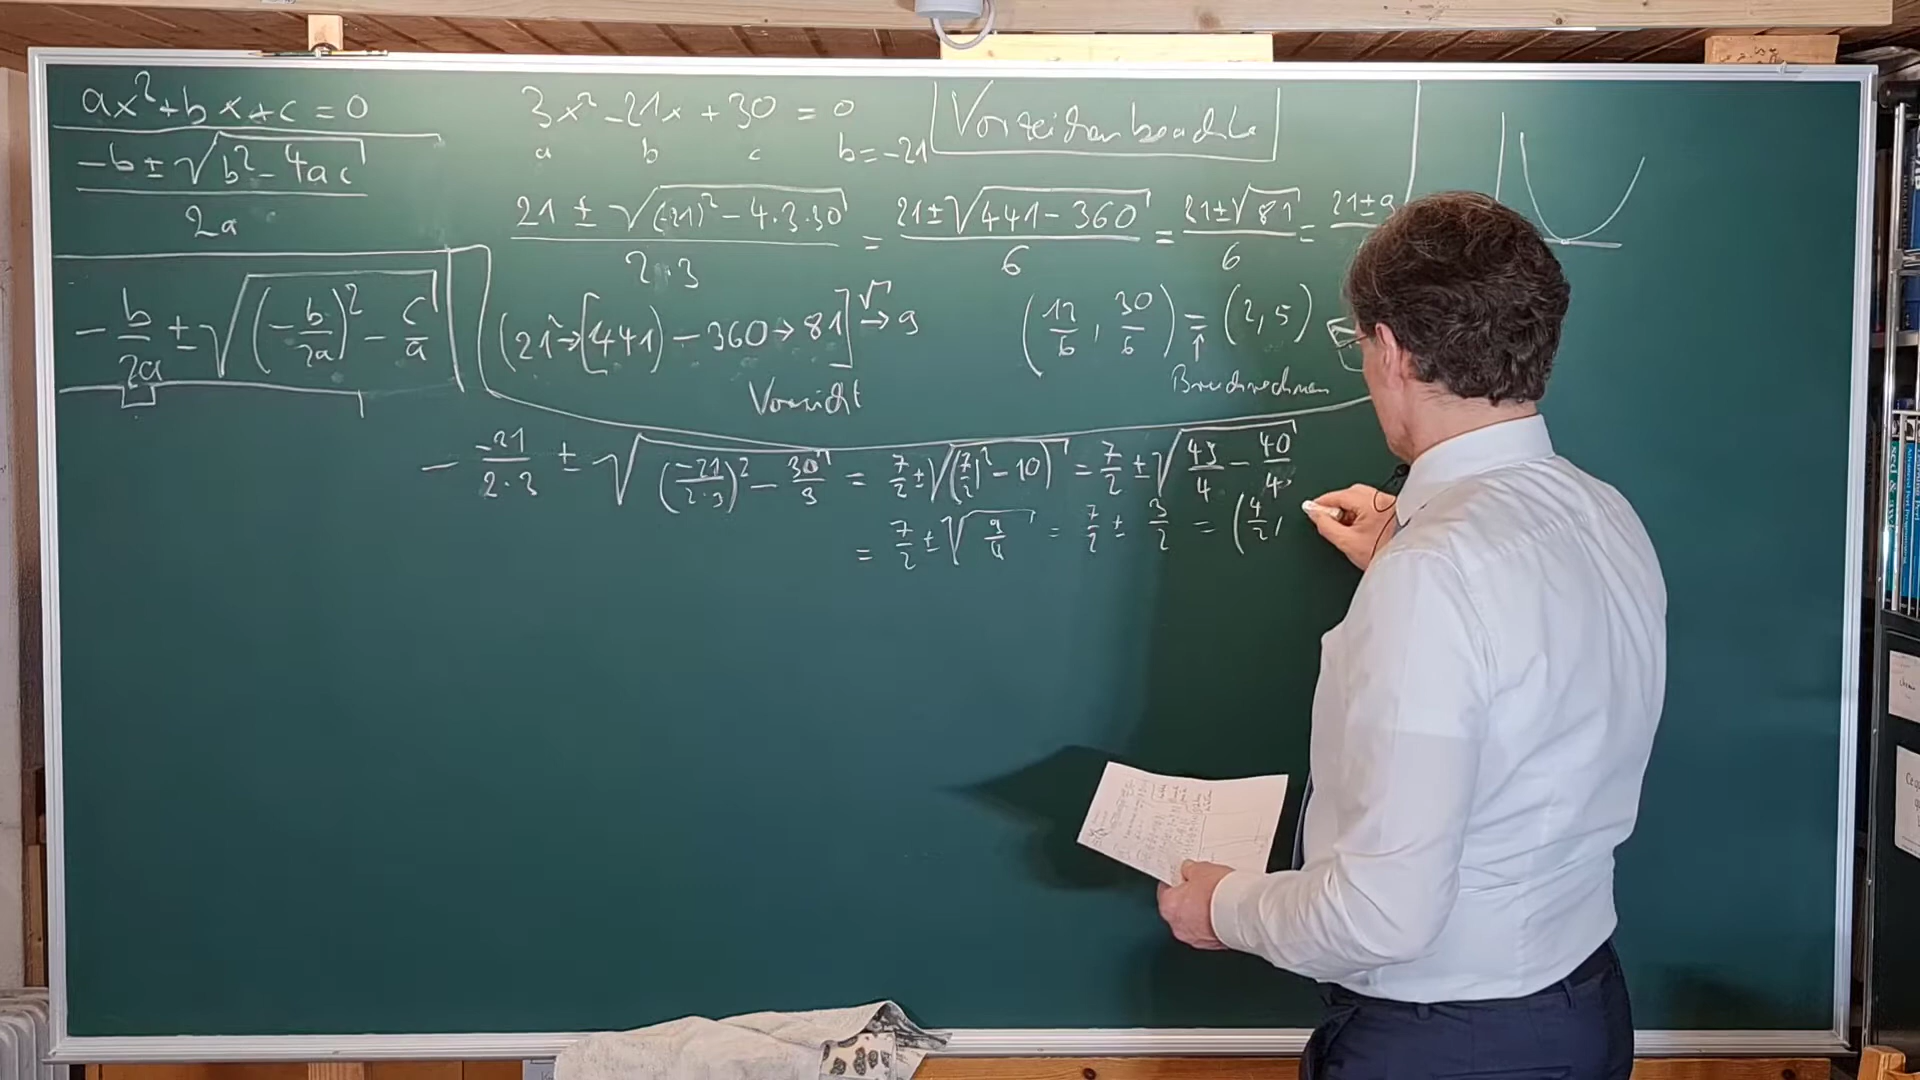 ax² + bx + c = 0
-b ± √(b² - 4ac)
2a
- b/2a ± √((-b/2a)² - c/a)
3x² - 21x + 30 = 0
a b c b = -21
Vorzeichen beachte
(21 ± √((-21)² - 4·3·30))/(2·3) = (21 ± √(441 - 360))/6 = (21 ± √81)/6 = 21 ± 9
(21² → [441) - 360 → 81] √ → 9
Vorsicht
(12/6, 30/6) = (2, 5)
↑
Bruchrechnen
- -21/(2·3) ± √((-21/(2·3))² - 30/3) = 7/2 ± √((7/2)² - 10) = 7/2 ± √(49/4 - 40/4)
= 7/2 ± √(9/4) = 7/2 ± 3/2 = (4/2,